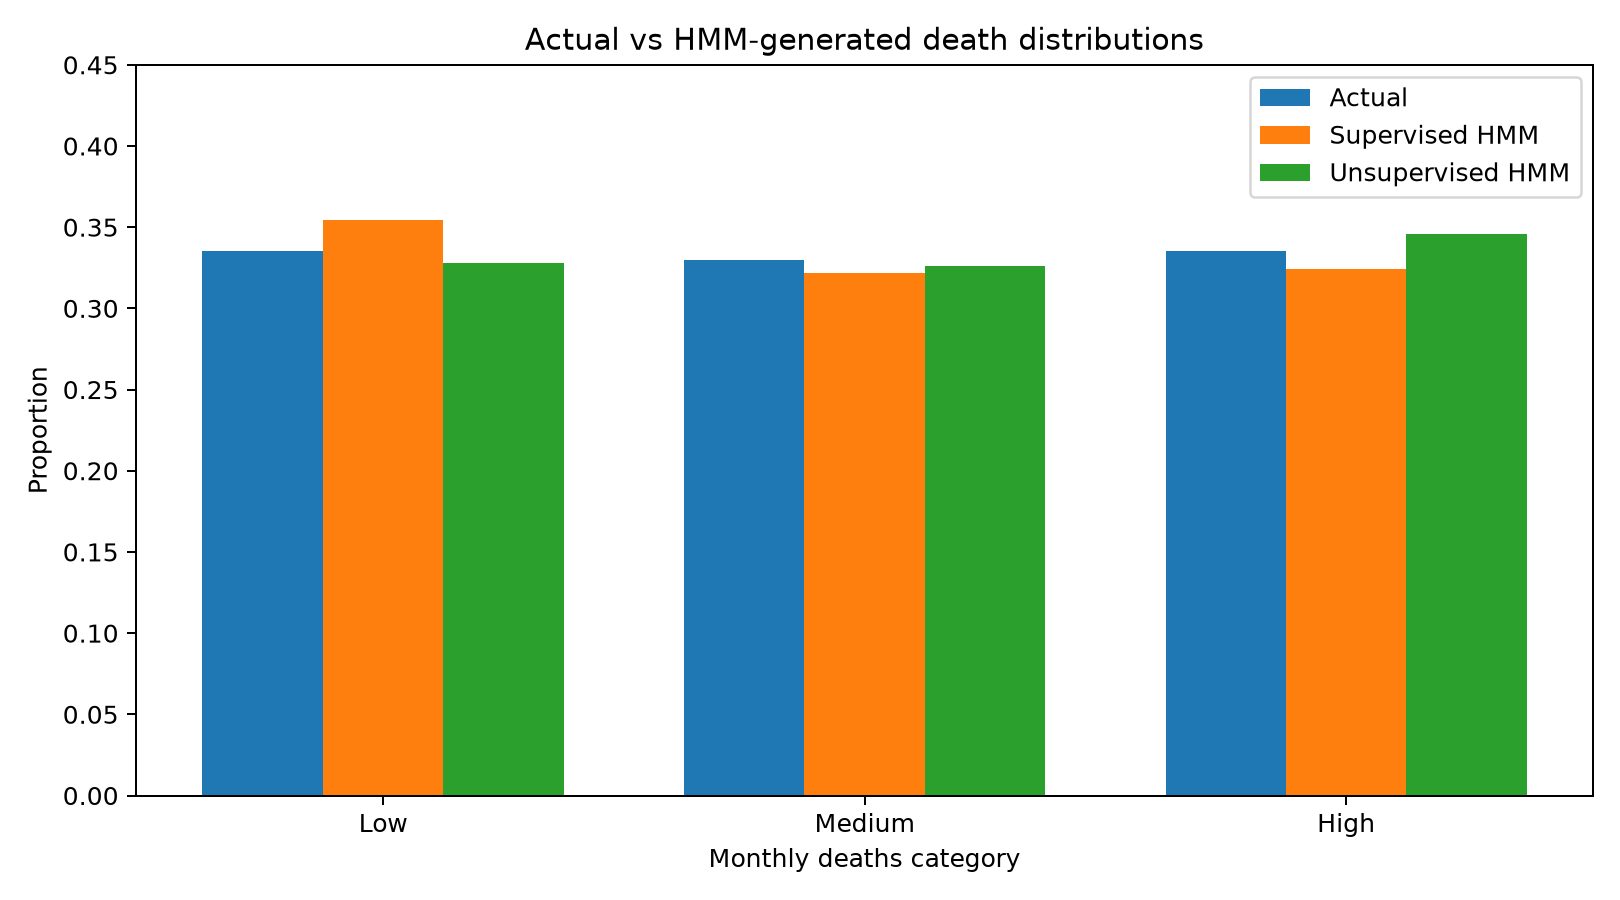 Actual vs HMM-generated death distributions
Actual
Supervised HMM
Unsupervised HMM
Proportion
0.45
0.40
0.35
0.30
0.25
0.20
0.15
0.10
0.05
0.00
Low Medium High
Monthly deaths category